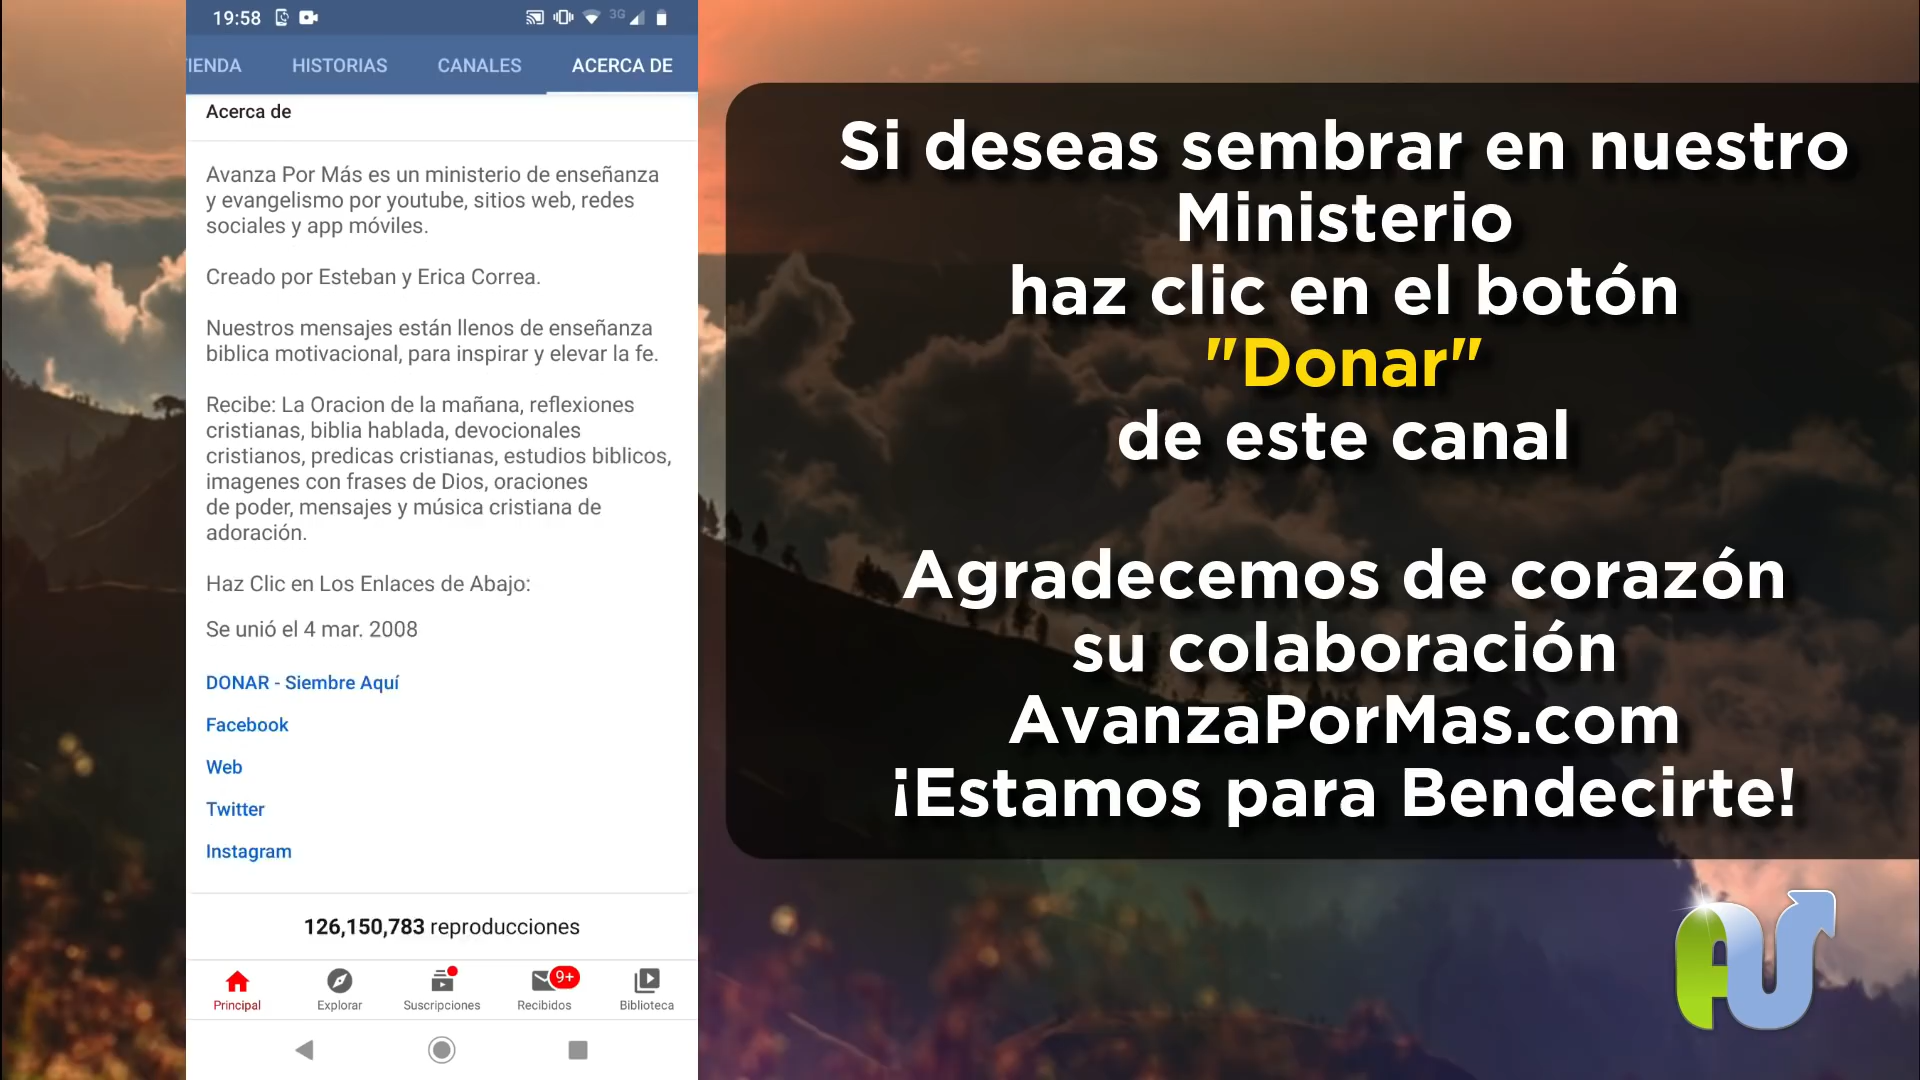 19:58
3G
IENDA HISTORIAS CANALES ACERCA DE
Acerca de
Avanza Por Más es un ministerio de enseñanza
y evangelismo por youtube, sitios web, redes
sociales y app móviles.
Creado por Esteban y Erica Correa.
Nuestros mensajes están llenos de enseñanza
biblica motivacional, para inspirar y elevar la fe.
Recibe: La Oracion de la mañana, reflexiones
cristianas, biblia hablada, devocionales
cristianos, predicas cristianas, estudios biblicos,
imagenes con frases de Dios, oraciones
de poder, mensajes y música cristiana de
adoración.
Haz Clic en Los Enlaces de Abajo:
Se unió el 4 mar. 2008
DONAR - Siembre Aquí
Facebook
Web
Twitter
Instagram
126,150,783 reproducciones
9+
Principal Explorar Suscripciones Recibidos Biblioteca
Si deseas sembrar en nuestro
Ministerio
haz clic en el botón
"Donar"
de este canal
Agradecemos de corazón
su colaboración
AvanzaPorMas.com
¡Estamos para Bendecirte!